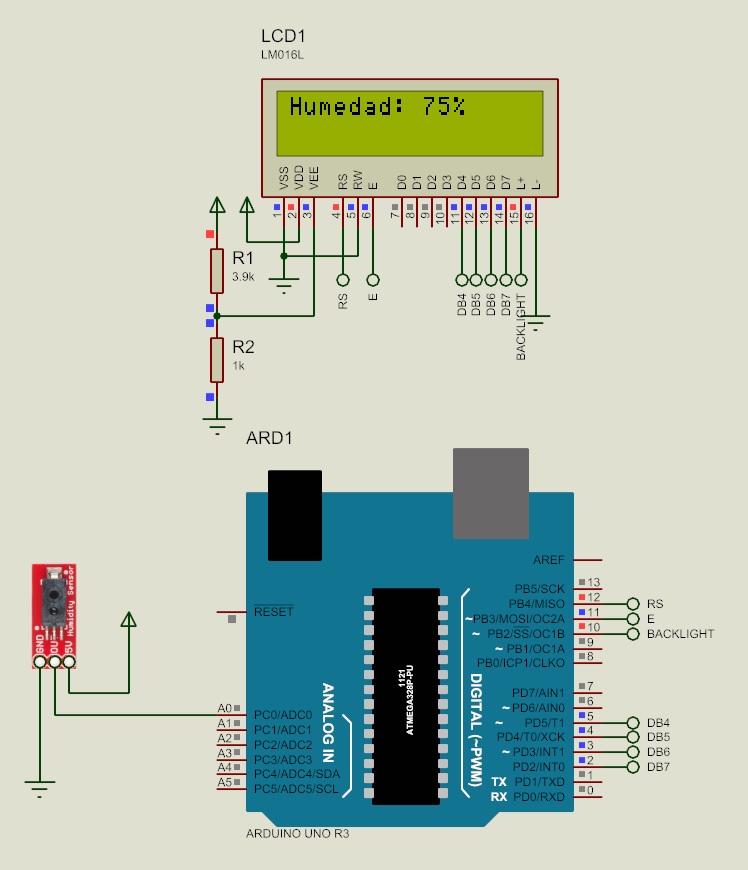 LCD1
LM016L
Humedad: 75%
VSS
VDD
VEE
RS
RW
E
D0
D1
D2
D3
D4
D5
D6
D7
L+
L-
1
2
3
4
5
6
7
8
9
10
11
12
13
14
15
16
R1
3.9k
RS
E
DB4
DB5
DB6
DB7
BACKLIGHT
R2
1k
ARD1
AREF
RESET
PB5/SCK
13
PB4/MISO
12
RS
~PB3/MOSI/OC2A
11
E
~ PB2/SS/OC1B
10
BACKLIGHT
~ PB1/OC1A
9
PB0/ICP1/CLKO
8
Humidity Sensor
GND
OU
5V
1121
ATMEGA328P-PU
ANALOG IN
DIGITAL (~PWM)
PD7/AIN1
7
~ PD6/AIN0
6
~ PD5/T1
5
DB4
PD4/T0/XCK
4
DB5
~ PD3/INT1
3
DB6
PD2/INT0
2
DB7
TX PD1/TXD
1
RX PD0/RXD
0
A0
PC0/ADC0
A1
PC1/ADC1
A2
PC2/ADC2
A3
PC3/ADC3
A4
PC4/ADC4/SDA
A5
PC5/ADC5/SCL
ARDUINO UNO R3